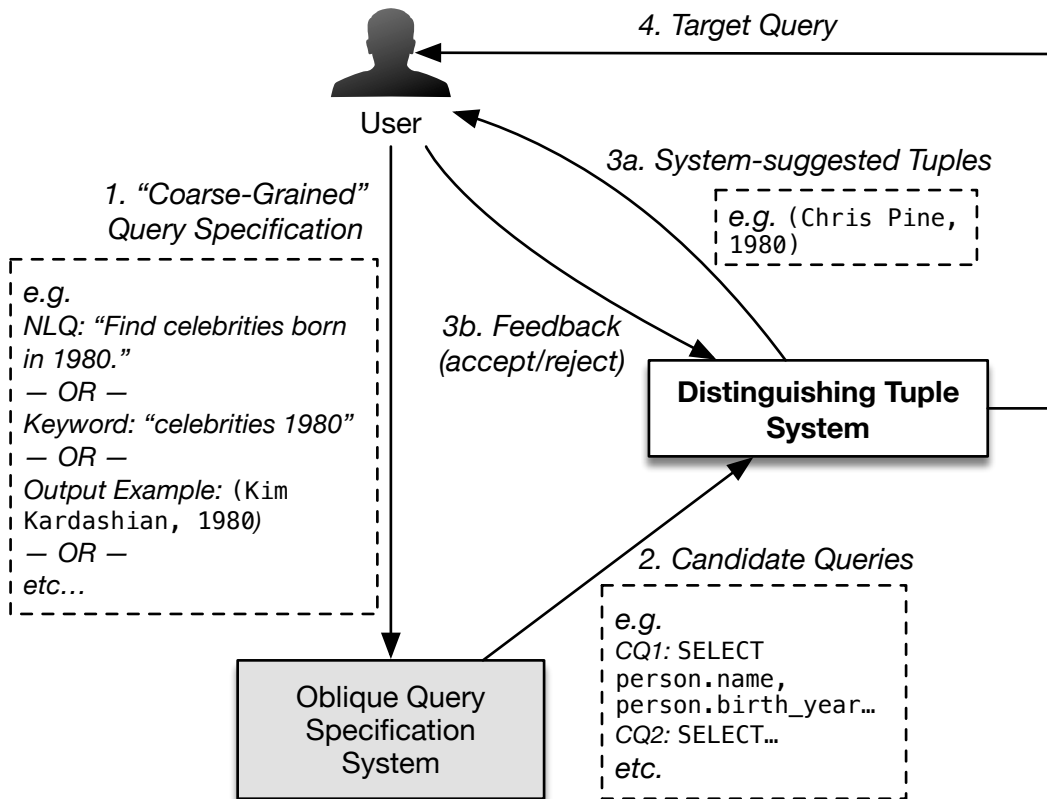 4. Target Query
User
3a. System-suggested Tuples
e.g. (Chris Pine,
1980)
1. “Coarse-Grained”
Query Specification
e.g.
NLQ: “Find celebrities born
in 1980.”
— OR —
Keyword: “celebrities 1980”
— OR —
Output Example: (Kim
Kardashian, 1980)
— OR —
etc…
3b. Feedback
(accept/reject)
Distinguishing Tuple
System
2. Candidate Queries
e.g.
CQ1: SELECT
person.name,
person.birth_year…
CQ2: SELECT…
etc.
Oblique Query
Specification
System